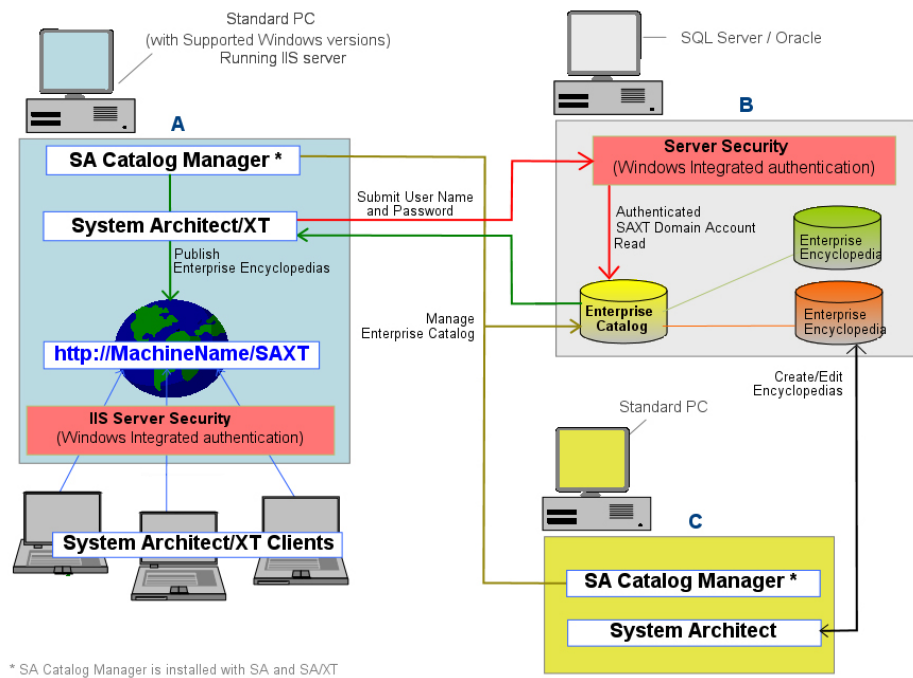 Standard PC
(with Supported Windows versions)
Running IIS server
SQL Server / Oracle
A
B
SA Catalog Manager *
Server Security
(Windows Integrated authentication)
Submit User Name
and Password
System Architect/XT
Authenticated
SAXT Domain Account
Read
Publish
Enterprise Encyclopedias
Enterprise
Encyclopedia
Enterprise
Catalog
Enterprise
Encyclopedia
Manage
Enterprise Catalog
http://MachineName/SAXT
Create/Edit
Encyclopedias
IIS Server Security
(Windows Integrated authentication)
Standard PC
C
System Architect/XT Clients
SA Catalog Manager *
System Architect
* SA Catalog Manager is installed with SA and SA/XT